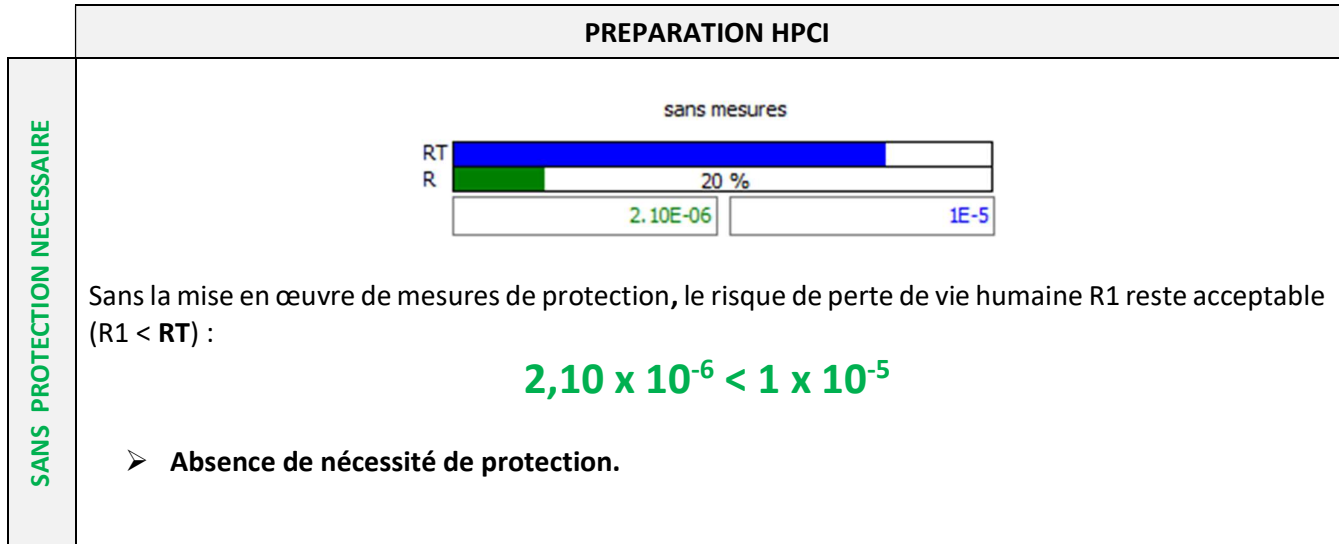 PREPARATION HPCI
SANS PROTECTION NECESSAIRE
sans mesures
RT
R
20 %
2.10E-06
1E-5
Sans la mise en œuvre de mesures de protection, le risque de perte de vie humaine R1 reste acceptable
(R1 < RT) :
2,10 x 10⁻⁶ < 1 x 10⁻⁵
➢ Absence de nécessité de protection.